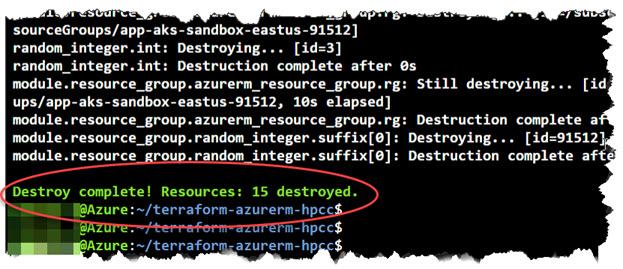 sourceGroups/app-aks-sandbox-eastus-91512]
random_integer.int: Destroying... [id=3]
random_integer.int: Destruction complete after 0s
module.resource_group.azurerm_resource_group.rg: Still destroying... [id
ups/app-aks-sandbox-eastus-91512, 10s elapsed]
module.resource_group.azurerm_resource_group.rg: Destruction complete af
module.resource_group.random_integer.suffix[0]: Destroying... [id=91512]
module.resource_group.random_integer.suffix[0]: Destruction complete afte
Destroy complete! Resources: 15 destroyed.
@Azure:~/terraform-azurerm-hpcc$
@Azure:~/terraform-azurerm-hpcc$
@Azure:~/terraform-azurerm-hpcc$